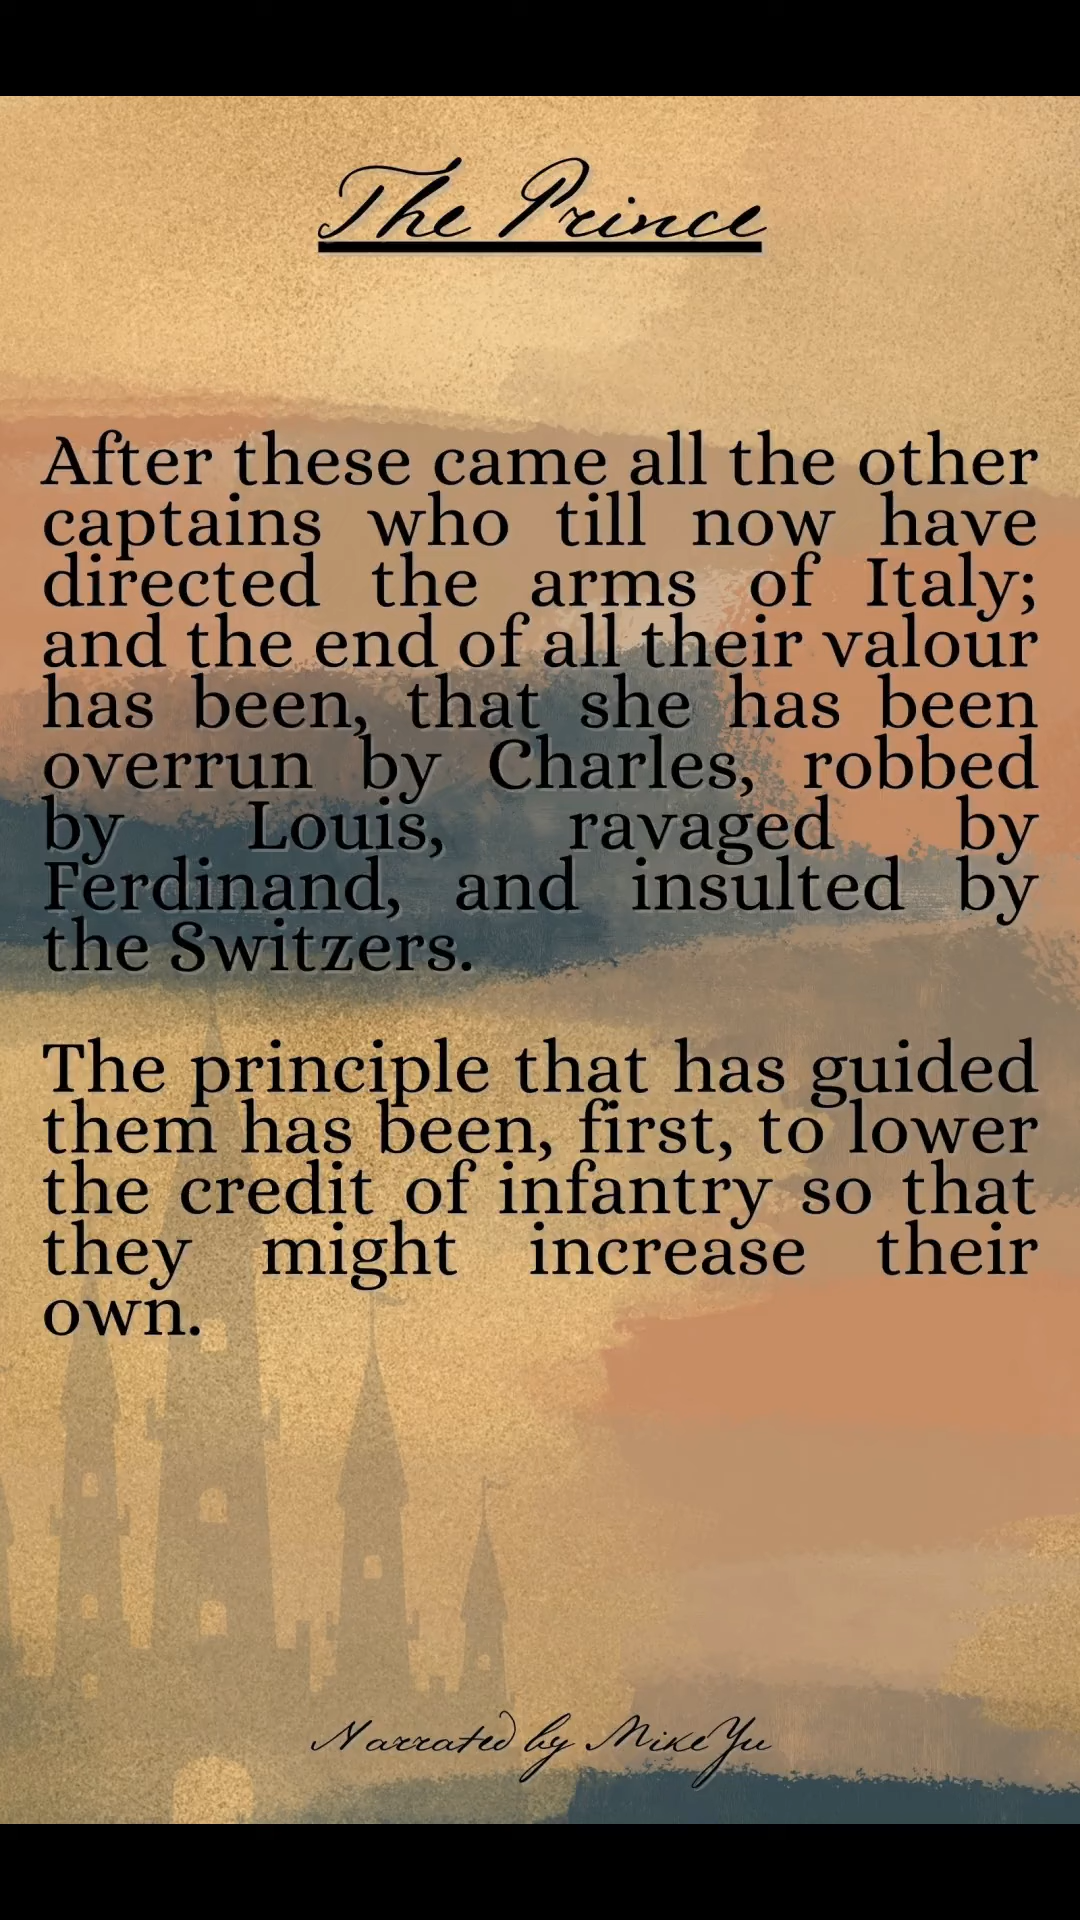 The Prince
After these came all the other
captains who till now have
directed the arms of Italy;
and the end of all their valour
has been, that she has been
overrun by Charles, robbed
by Louis, ravaged by
Ferdinand, and insulted by
the Switzers.
The principle that has guided
them has been, first, to lower
the credit of infantry so that
they might increase their
own.
Narrated by Mike Yu